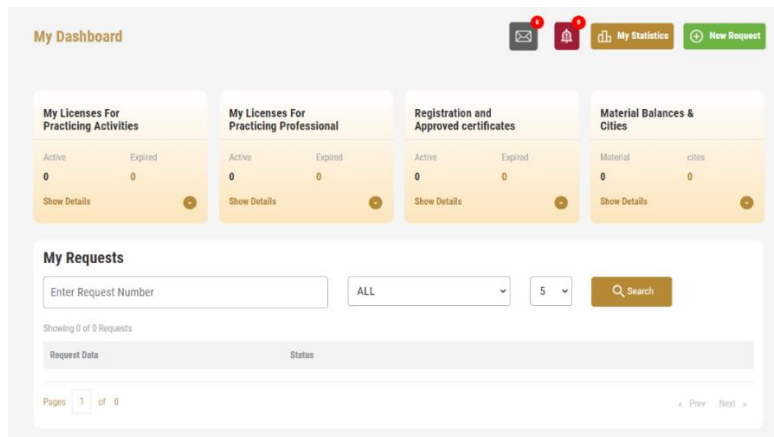 My Dashboard
0
0
My Statistics
New Request
My Licenses For
Practicing Activities
Active Expired
0 0
Show Details
My Licenses For
Practicing Professional
Active Expired
0 0
Show Details
Registration and
Approved certificates
Active Expired
0 0
Show Details
Material Balances &
Cities
Material cites
0 0
Show Details
My Requests
Enter Request Number
ALL
5
Search
Showing 0 of 0 Requests
Request Data Status
Pages 1 of 0
« Prev Next »